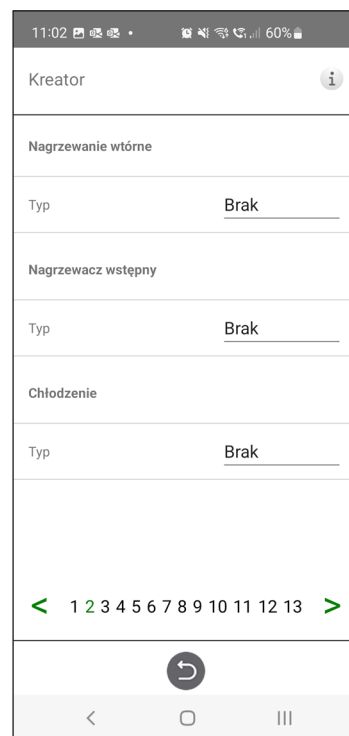 11:02 60%
Kreator i
Nagrzewanie wtórne
Typ Brak
Nagrzewacz wstępny
Typ Brak
Chłodzenie
Typ Brak
< 1 2 3 4 5 6 7 8 9 10 11 12 13 >